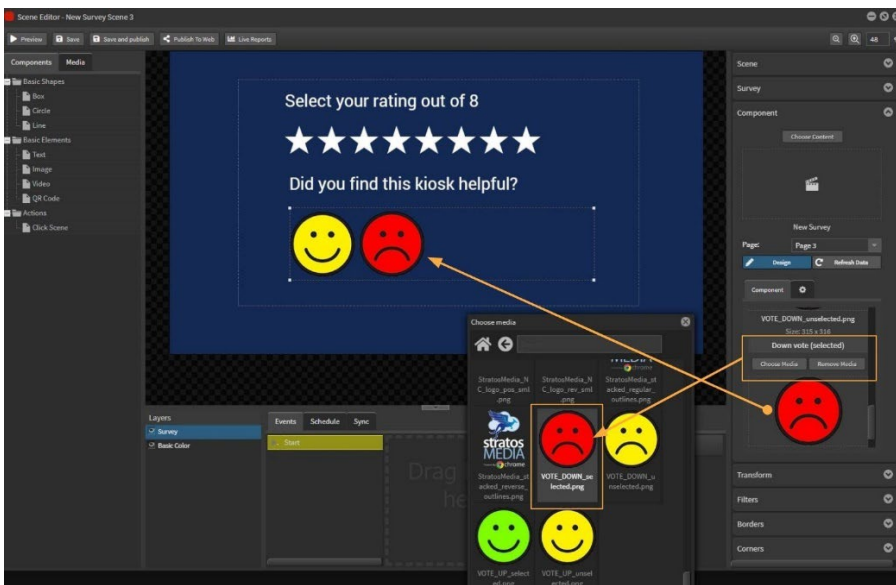 Scene Editor - New Survey Scene 3
Preview
Save
Save and publish
Publish To Web
Live Reports
48
Components
Media
Basic Shapes
Box
Circle
Line
Basic Elements
Text
Image
Video
QR Code
Actions
Click Scene
Select your rating out of 8
Did you find this kiosk helpful?
Scene
Survey
Component
Choose Content
New Survey
Page:
Page 3
Design
Refresh Data
Component
VOTE_DOWN_unselected.png
Size: 315 x 316
Down vote (selected)
Choose Media
Remove Media
Transform
Filters
Borders
Corners
Layers
Survey
Basic Color
Events
Schedule
Sync
Start
Drag
he
Choose media
StratosMedia_N
C_logo_pos_sml
.png
StratosMedia_N
C_logo_rev_sml
.png
MEDIA
chrome
StratosMedia_st
acked_regular_
outlines.png
stratos
MEDIA
chrome
StratosMedia_st
acked_reverse_
outlines.png
VOTE_DOWN_se
lected.png
VOTE_DOWN_u
nselected.png
VOTE_UP_select
ed.png
VOTE_UP_unsel
ected.png